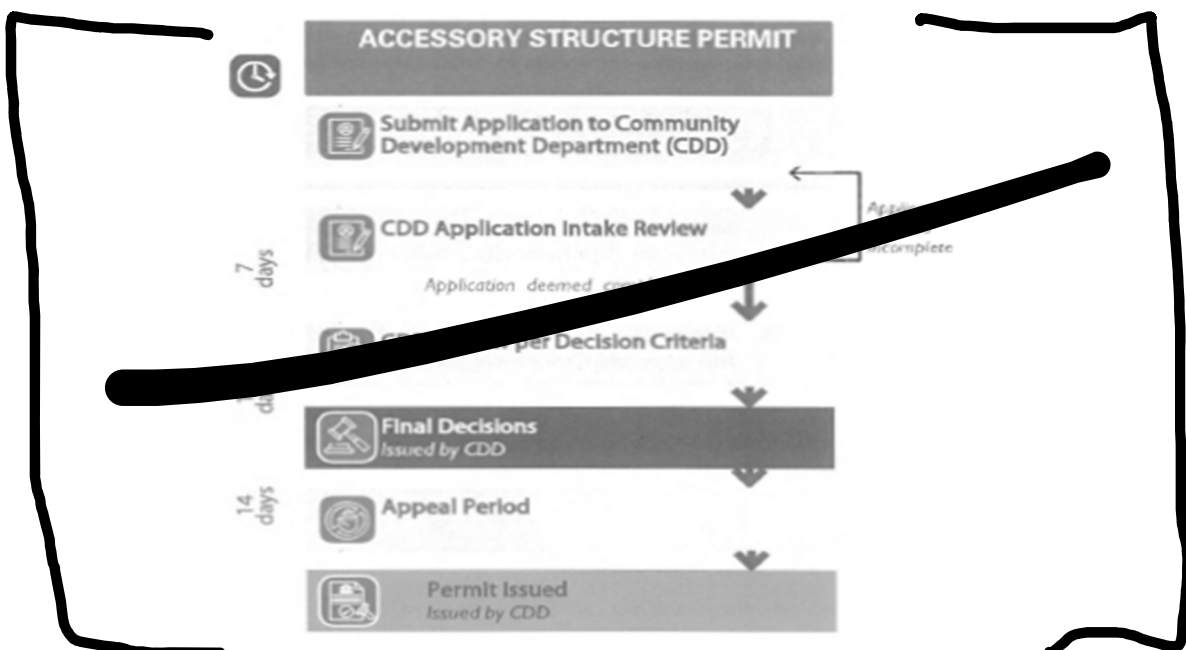 ACCESSORY STRUCTURE PERMIT
Submit Application to Community
Development Department (CDD)
CDD Application Intake Review
incomplete
7
days
Application deemed
per Decision Criteria
Final Decisions
Issued by CDD
14
days
Appeal Period
Permit Issued
Issued by CDD